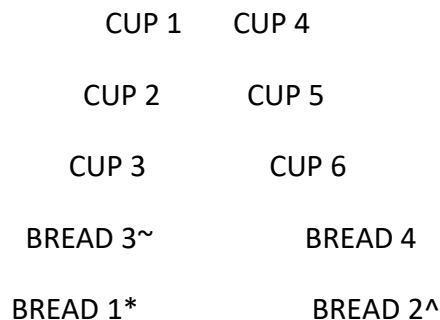 CUP 1 CUP 4
CUP 2 CUP 5
CUP 3 CUP 6
BREAD 3~ BREAD 4
BREAD 1* BREAD 2^